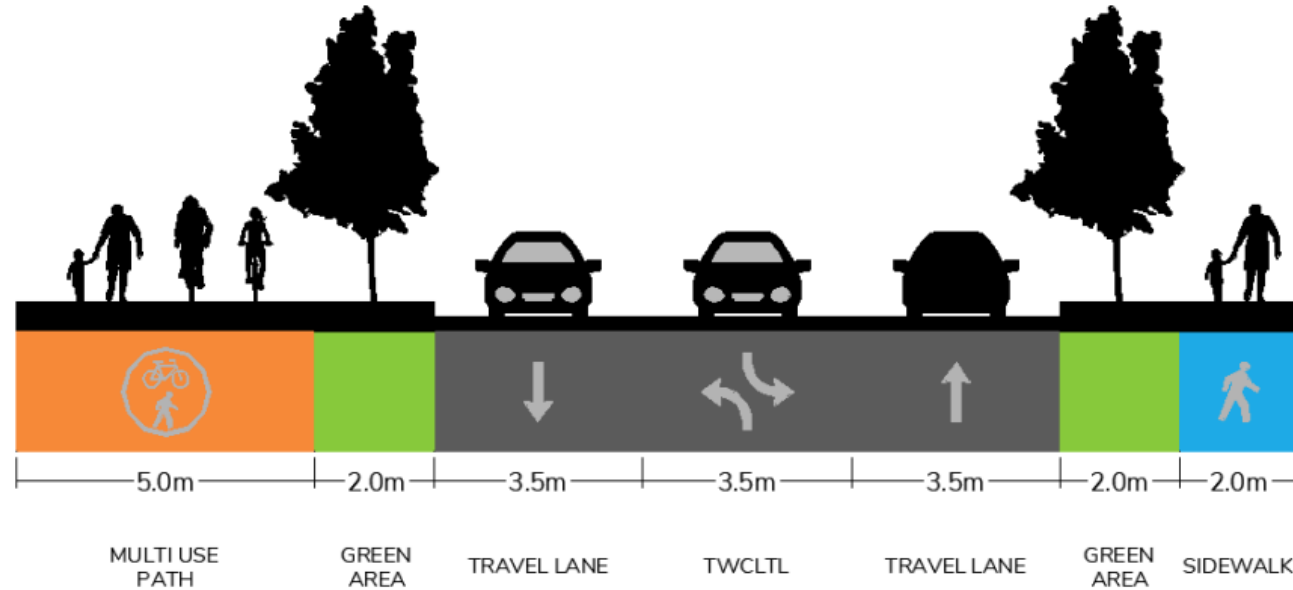 5.0m 2.0m 3.5m 3.5m 3.5m 2.0m 2.0m
MULTI USE
PATH
GREEN
AREA
TRAVEL LANE
TWCLTL
TRAVEL LANE
GREEN
AREA
SIDEWALK